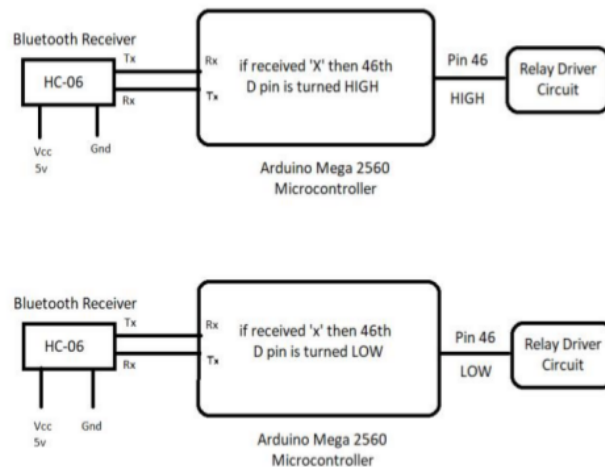 Bluetooth Receiver
HC-06
Tx
Rx
Vcc
5v
Gnd
Rx
Tx
if received 'X' then 46th
D pin is turned HIGH
Arduino Mega 2560
Microcontroller
Pin 46
HIGH
Relay Driver
Circuit
Bluetooth Receiver
HC-06
Tx
Rx
Vcc
5v
Gnd
Rx
Tx
if received 'x' then 46th
D pin is turned LOW
Arduino Mega 2560
Microcontroller
Pin 46
LOW
Relay Driver
Circuit